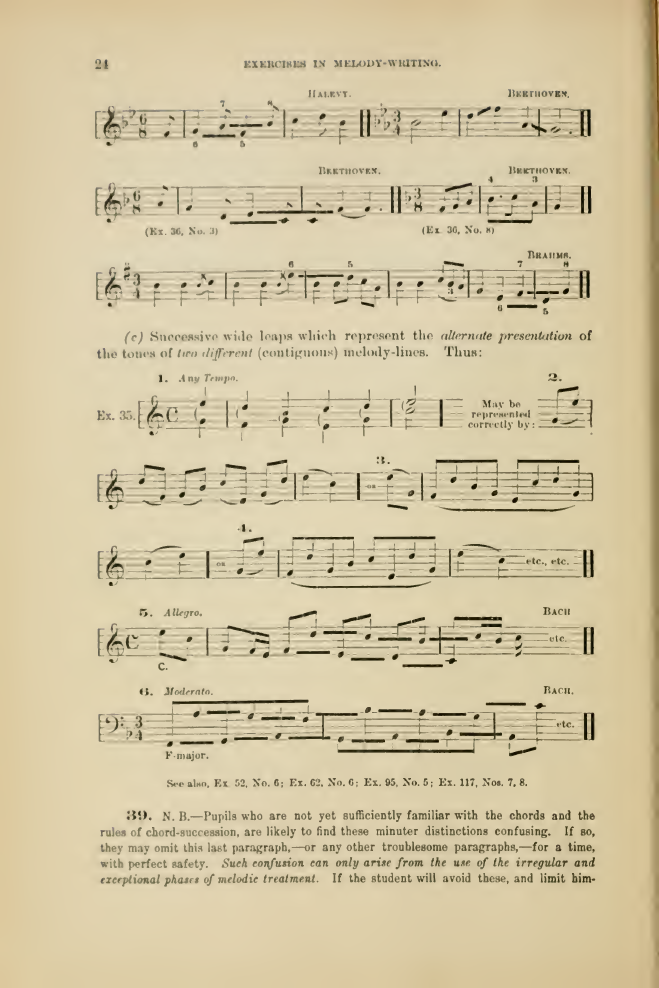 24
EXERCISES IN MELODY-WRITING.
HALEVY. BEETHOVEN.
7 8
6 5
BEETHOVEN. BEETHOVEN.
4 3
(Ex. 36, No. 3) (Ex. 36, No. 8)
BRAHMS.
6 5 7 8
3 6 5
(c) Successive wide leaps which represent the alternate presentation of
the tones of two different (contiguous) melody-lines. Thus:
1. Any Tempo. 2.
Ex. 35. May be
represented
correctly by:
3.
or
4.
or etc., etc.
5. Allegro. BACH
etc.
C.
6. Moderato. BACH.
etc.
F-major.
See also, Ex. 52, No. 6; Ex. 62, No. 6; Ex. 95, No. 5; Ex. 117, Nos. 7, 8.
39. N. B.—Pupils who are not yet sufficiently familiar with the chords and the
rules of chord-succession, are likely to find these minuter distinctions confusing. If so,
they may omit this last paragraph,—or any other troublesome paragraphs,—for a time,
with perfect safety. Such confusion can only arise from the use of the irregular and
exceptional phases of melodic treatment. If the student will avoid these, and limit him-